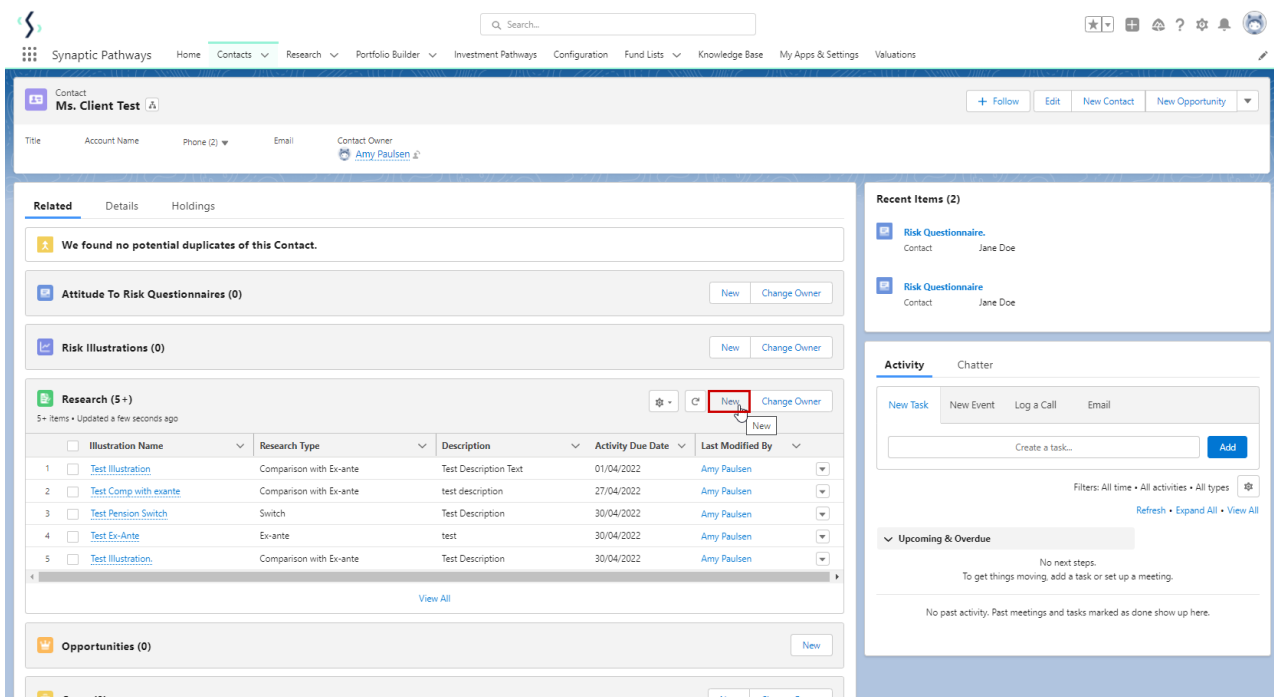 Search...
Synaptic Pathways Home Contacts Research Portfolio Builder Investment Pathways Configuration Fund Lists Knowledge Base My Apps & Settings Valuations
Contact
Ms. Client Test
+ Follow Edit New Contact New Opportunity
Title Account Name Phone (2) Email Contact Owner
Amy Paulsen
Related Details Holdings
We found no potential duplicates of this Contact.
Attitude To Risk Questionnaires (0) New Change Owner
Risk Illustrations (0) New Change Owner
Research (5+) New Change Owner
5+ items • Updated a few seconds ago
New
Illustration Name Research Type Description Activity Due Date Last Modified By
1 Test Illustration Comparison with Ex-ante Test Description Text 01/04/2022 Amy Paulsen
2 Test Comp with exante Comparison with Ex-ante test description 27/04/2022 Amy Paulsen
3 Test Pension Switch Switch Test Description 30/04/2022 Amy Paulsen
4 Test Ex-Ante Ex-ante test 30/04/2022 Amy Paulsen
5 Test Illustration. Comparison with Ex-ante Test Description 30/04/2022 Amy Paulsen
View All
Opportunities (0) New
Recent Items (2)
Risk Questionnaire.
Contact Jane Doe
Risk Questionnaire
Contact Jane Doe
Activity Chatter
New Task New Event Log a Call Email
Create a task... Add
Filters: All time • All activities • All types
Refresh • Expand All • View All
Upcoming & Overdue
No next steps.
To get things moving, add a task or set up a meeting.
No past activity. Past meetings and tasks marked as done show up here.